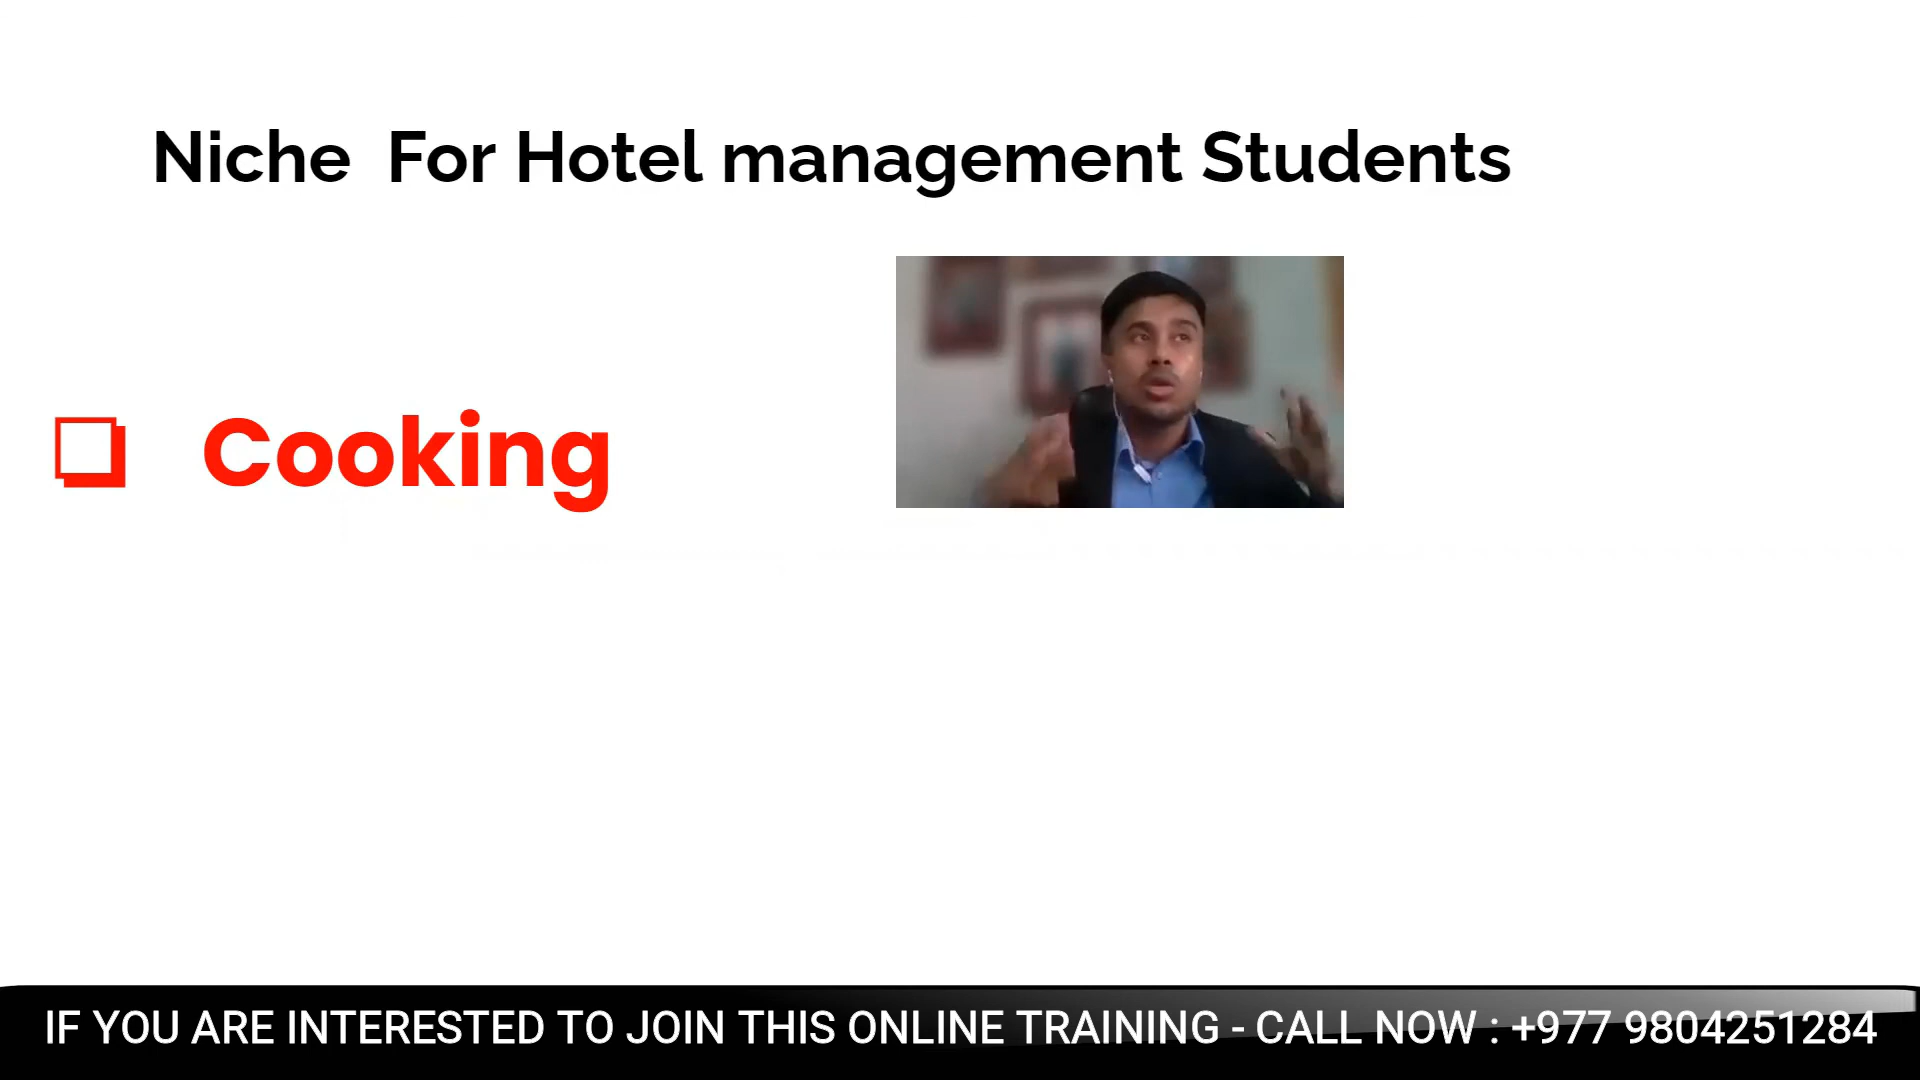 Niche  For Hotel management Students
Cooking
IF YOU ARE INTERESTED TO JOIN THIS ONLINE TRAINING - CALL NOW : +977 9804251284